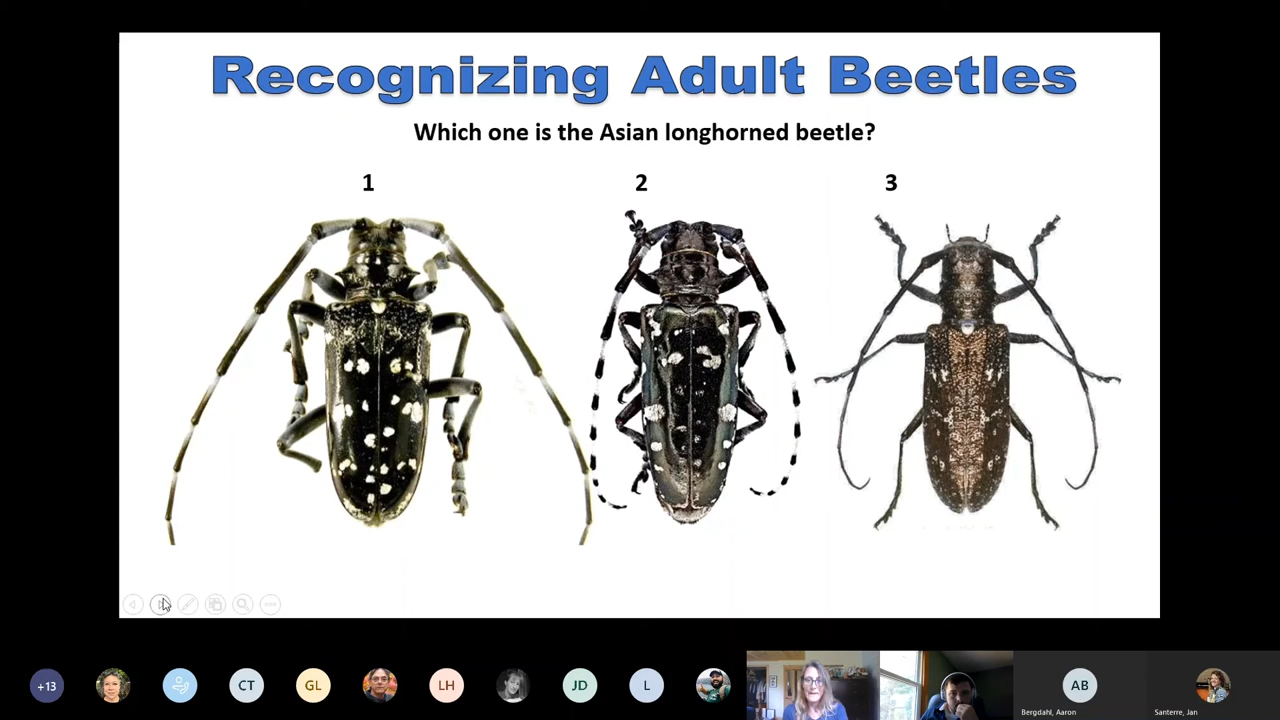 Recognizing Adult Beetles
Which one is the Asian longhorned beetle?
1 2 3
+13 CT GL LH JD L AB
Bergdahl, Aaron Santerre, Jan